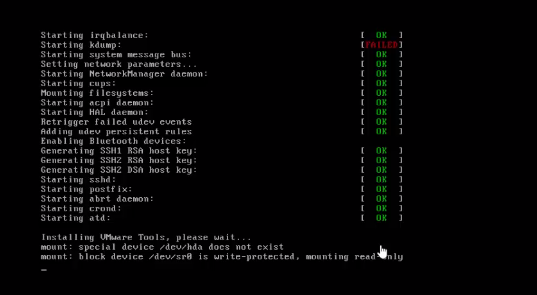 Starting irqbalance: [ OK ]
Starting kdump: [FAILED]
Starting system message bus: [ OK ]
Setting network parameters... [ OK ]
Starting NetworkManager daemon: [ OK ]
Starting cups: [ OK ]
Mounting filesystems: [ OK ]
Starting acpi daemon: [ OK ]
Starting HAL daemon: [ OK ]
Retrigger failed udev events [ OK ]
Adding udev persistent rules [ OK ]
Enabling Bluetooth devices:
Generating SSH1 RSA host key: [ OK ]
Generating SSH2 RSA host key: [ OK ]
Generating SSH2 DSA host key: [ OK ]
Starting sshd: [ OK ]
Starting postfix: [ OK ]
Starting abrt daemon: [ OK ]
Starting crond: [ OK ]
Starting atd: [ OK ]
Installing VMware Tools, please wait...
mount: special device /dev/hda does not exist
mount: block device /dev/sr0 is write-protected, mounting read-only
_